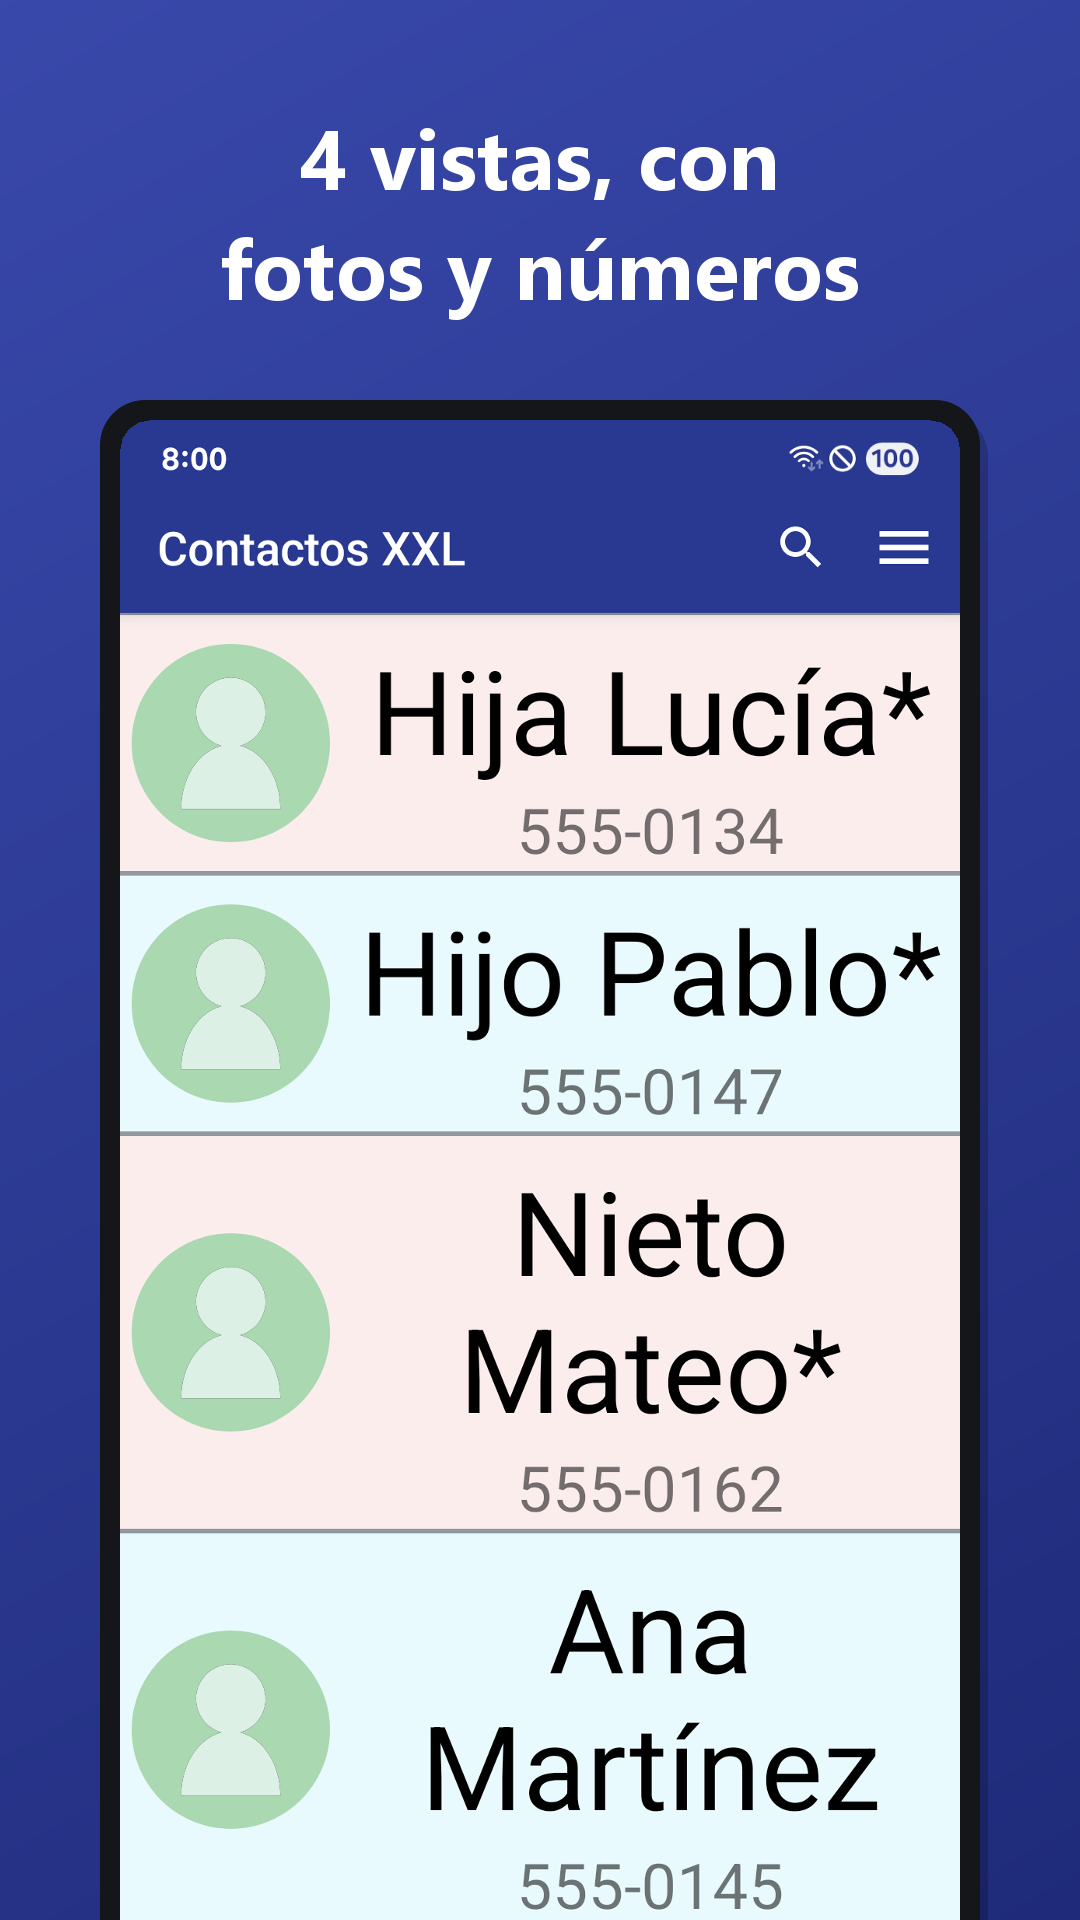 4 vistas, con
fotos y números
8:00
100
Contactos XXL
Hija Lucía*
555-0134
Hijo Pablo*
555-0147
Nieto
Mateo*
555-0162
Ana
Martínez
555-0145